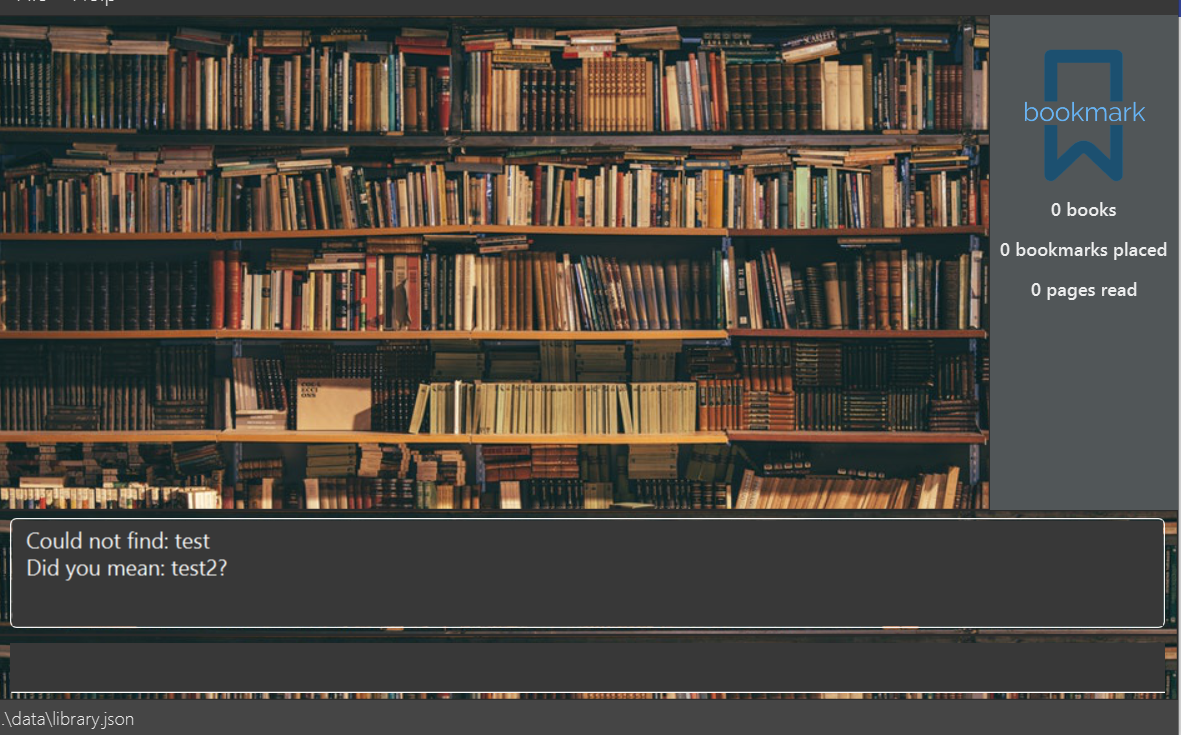 File Help
bookmark
0 books
0 bookmarks placed
0 pages read
Could not find: test
Did you mean: test2?
.\data\library.json